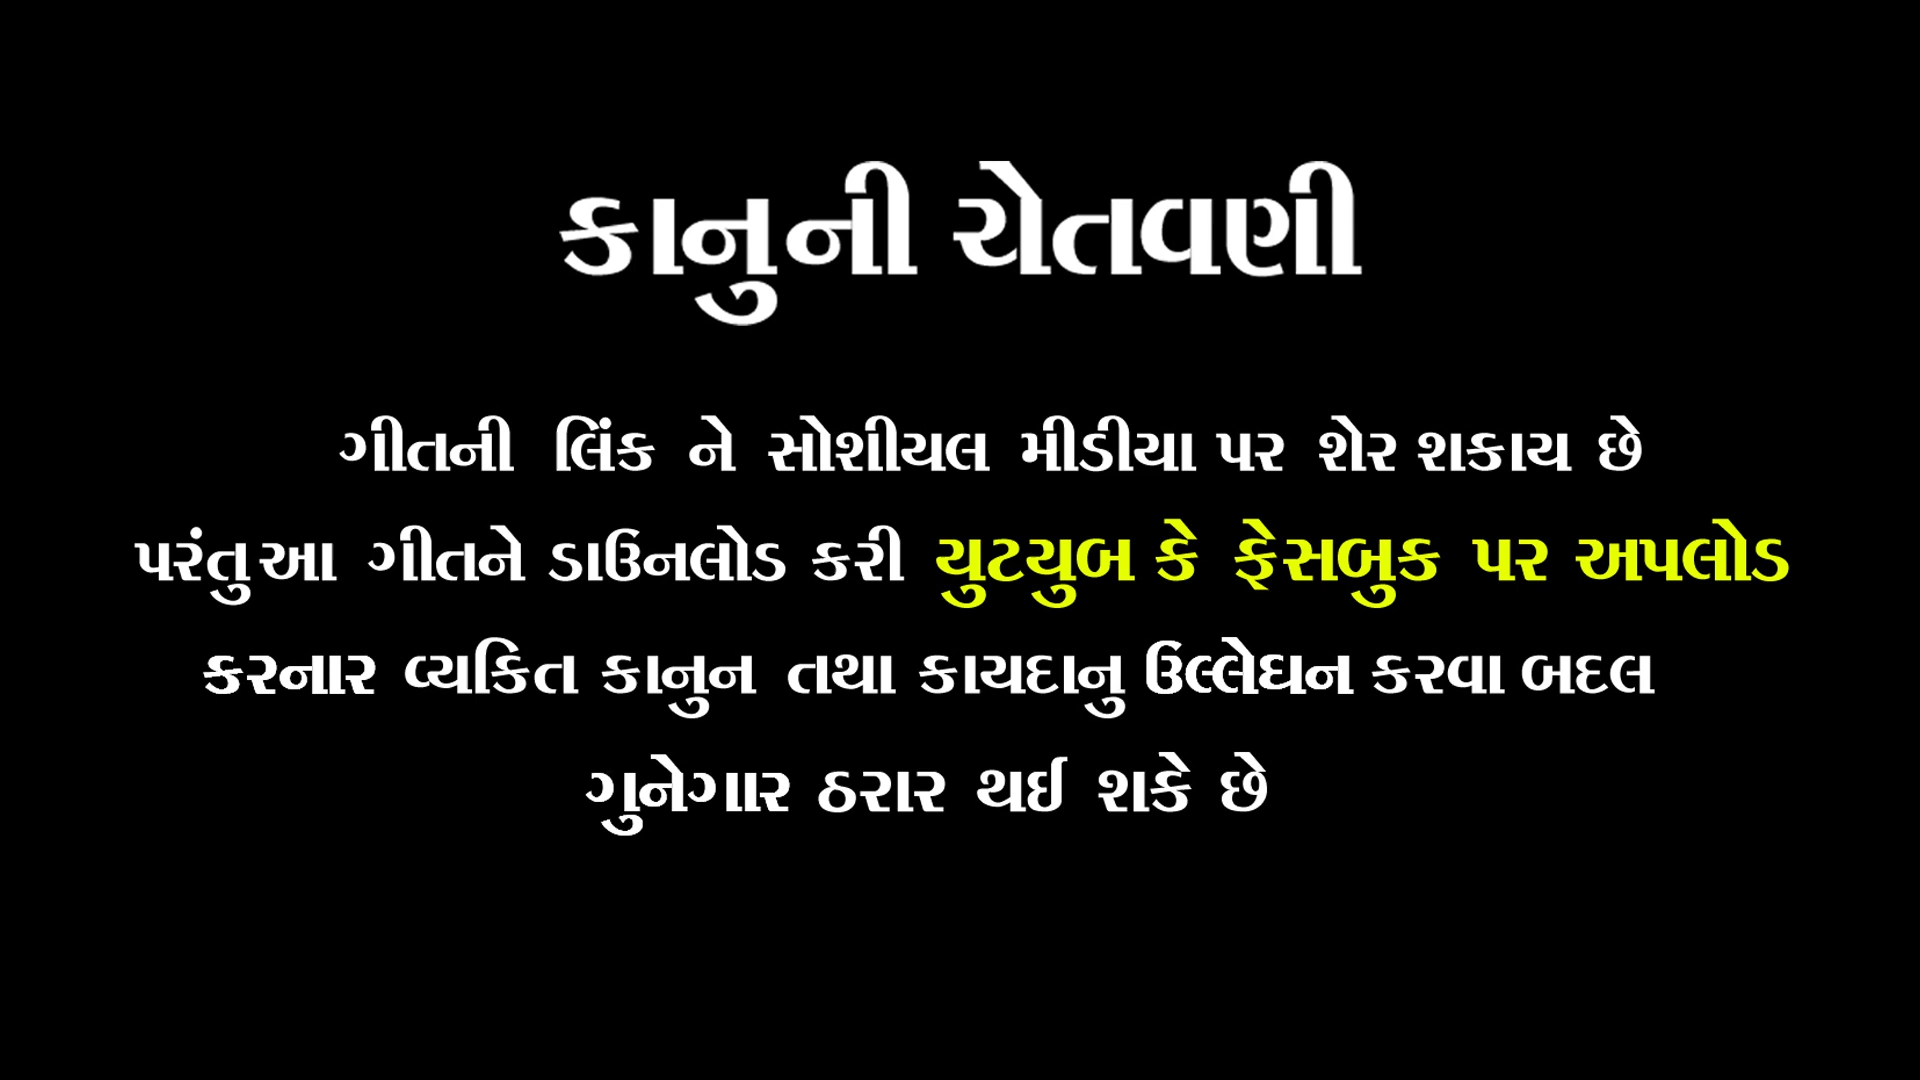 કાનુની ચેતવણી
ગીતની લિંક ને સોશીયલ મીડીયા પર શેર શકાય છે
પરંતુ આ ગીતને ડાઉનલોડ કરી યુટયુબ કે ફેસબુક પર અપલોડ
કરનાર વ્યકિત કાનુન તથા કાયદાનુ ઉલ્લેઘન કરવા બદલ
ગુનેગાર ઠરાર થઈ શકે છે